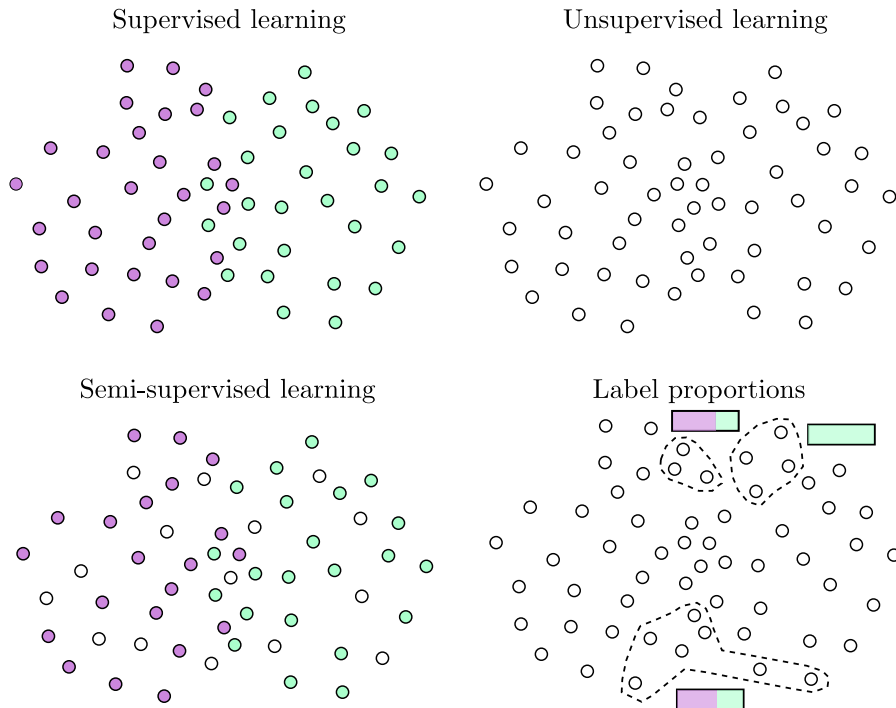 Supervised learning
Unsupervised learning
Semi-supervised learning
Label proportions